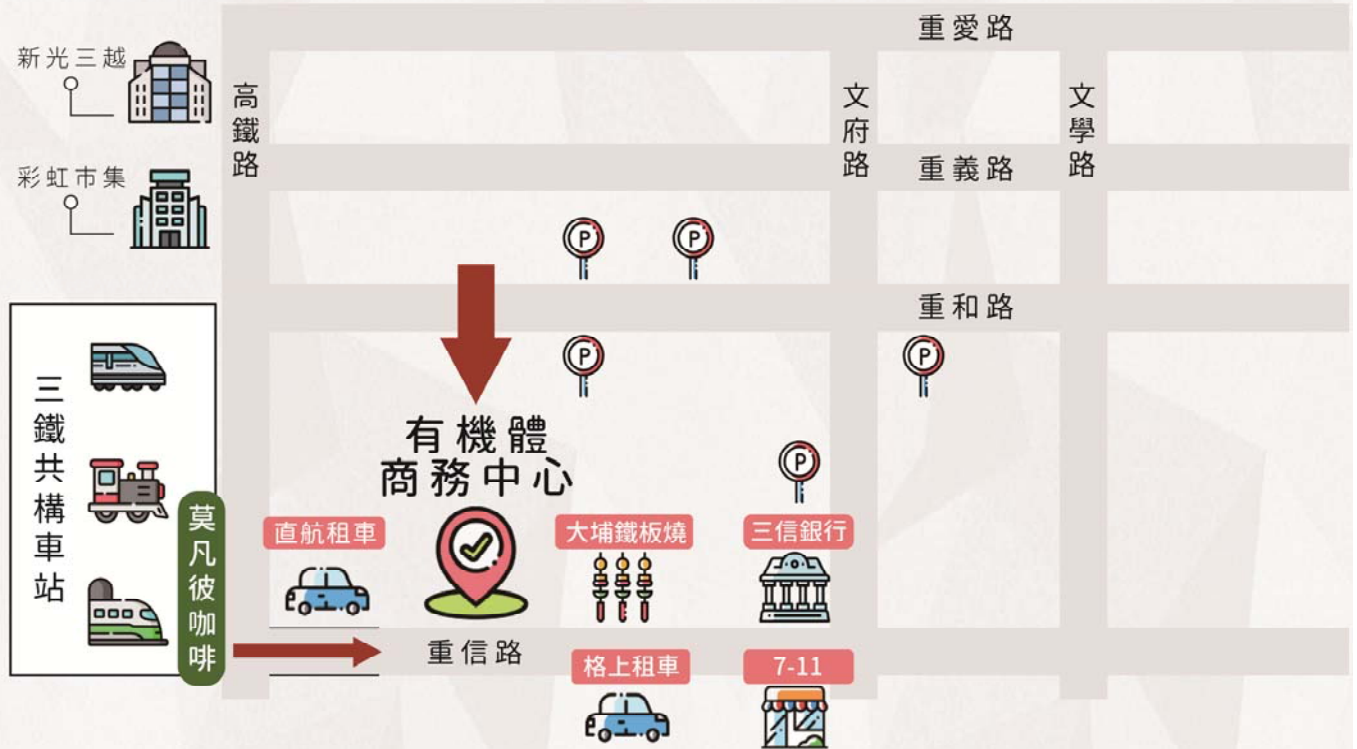 重愛路
新光三越
高鐵路
文府路
文學路
彩虹市集
重義路
P
P
重和路
P
P
三鐵共構車站
有機體
商務中心
P
莫凡彼咖啡
直航租車
大埔鐵板燒
三信銀行
重信路
格上租車
7-11